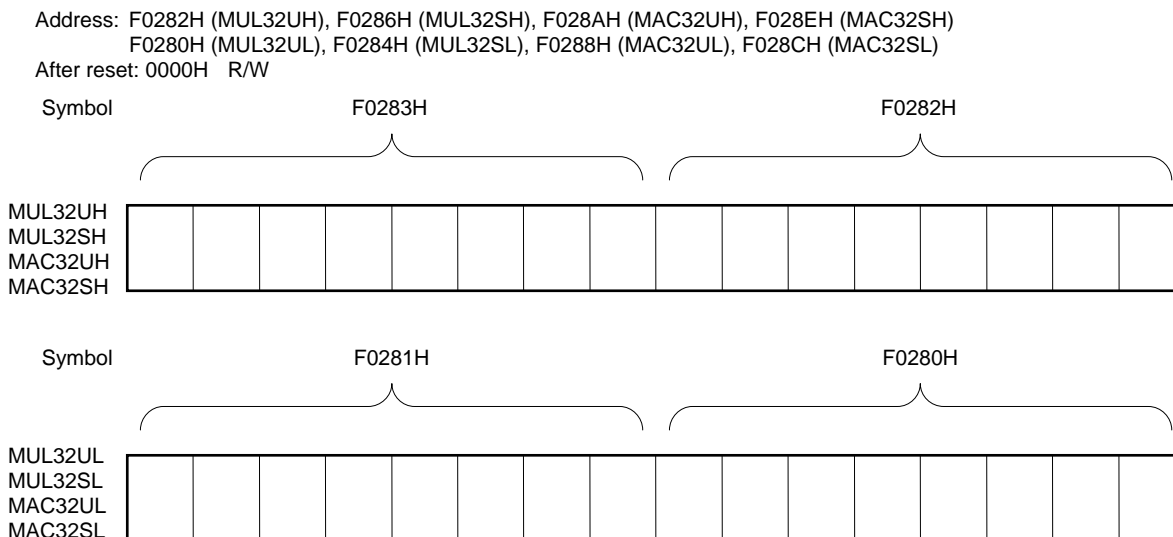 Address: F0282H (MUL32UH), F0286H (MUL32SH), F028AH (MAC32UH), F028EH (MAC32SH)
F0280H (MUL32UL), F0284H (MUL32SL), F0288H (MAC32UL), F028CH (MAC32SL)
After reset: 0000H R/W
Symbol F0283H F0282H
MUL32UH
MUL32SH
MAC32UH
MAC32SH
Symbol F0281H F0280H
MUL32UL
MUL32SL
MAC32UL
MAC32SL